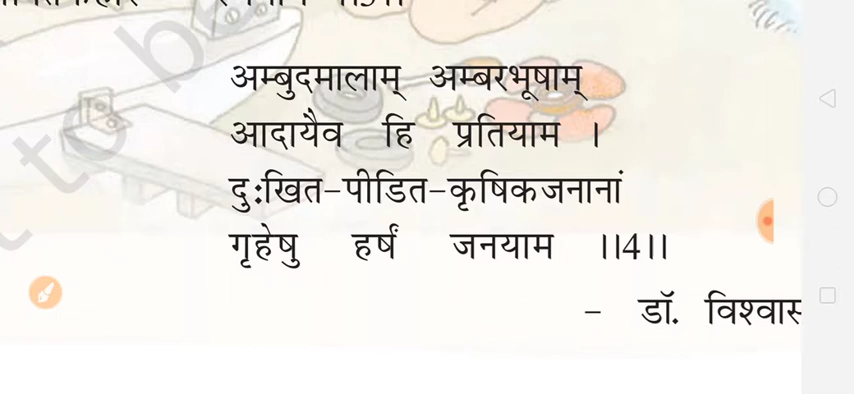 अम्बुदमालाम् अम्बरभूषाम्
आदायैव हि प्रतियाम ।
दुःखित-पीडित-कृषिकजनानां
गृहेषु हर्षं जनयाम ।।4।।
- डॉ. विश्वास